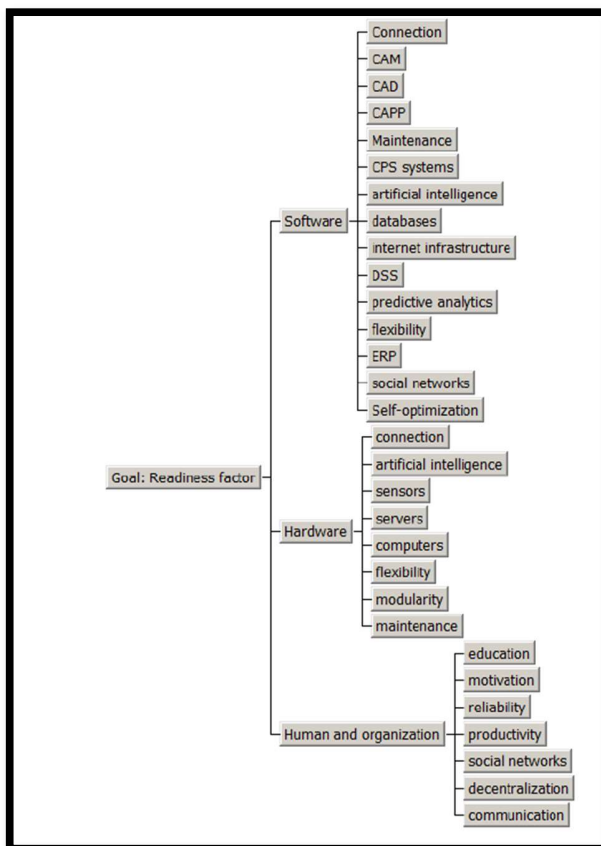 Connection
CAM
CAD
CAPP
Maintenance
CPS systems
artificial intelligence
Software
databases
internet infrastructure
DSS
predictive analytics
flexibility
ERP
social networks
Self-optimization
connection
artificial intelligence
Goal: Readiness factor
sensors
servers
Hardware
computers
flexibility
modularity
maintenance
education
motivation
reliability
Human and organization
productivity
social networks
decentralization
communication